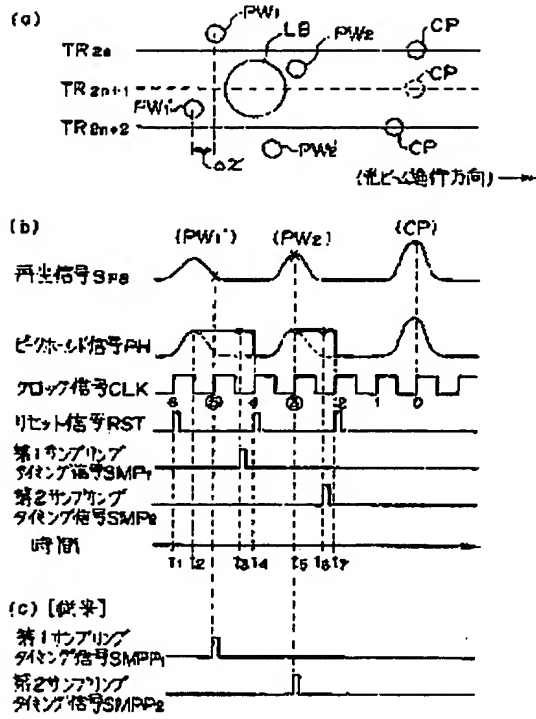 (a)
PW1
LB
PW2
CP
TR2n
TR2n+1
CP
PW1'
TR2n+2
CP
ΔX
PW2'
(光ビーム進行方向)
(b)
(PW1')
(PW2)
(CP)
再生信号SPB
ピークホールド信号PH
クロック信号CLK
6 5 4 3 2 1 0
リセット信号RST
第1サンプリング
タイミング信号SMP1
第2サンプリング
タイミング信号SMP2
時間
T1 T2 T3 T4 T5 T6 T7
(c) [従来]
第1サンプリング
タイミング信号SMPP1
第2サンプリング
タイミング信号SMPP2